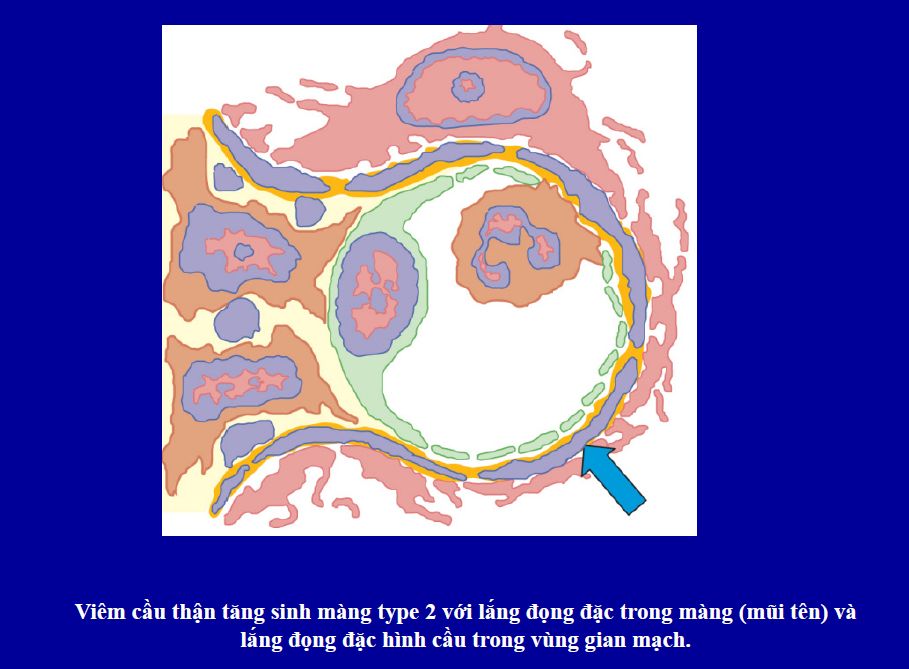 Viêm cầu thận tăng sinh màng type 2 với lắng đọng đặc trong màng (mũi tên) và
lắng đọng đặc hình cầu trong vùng gian mạch.